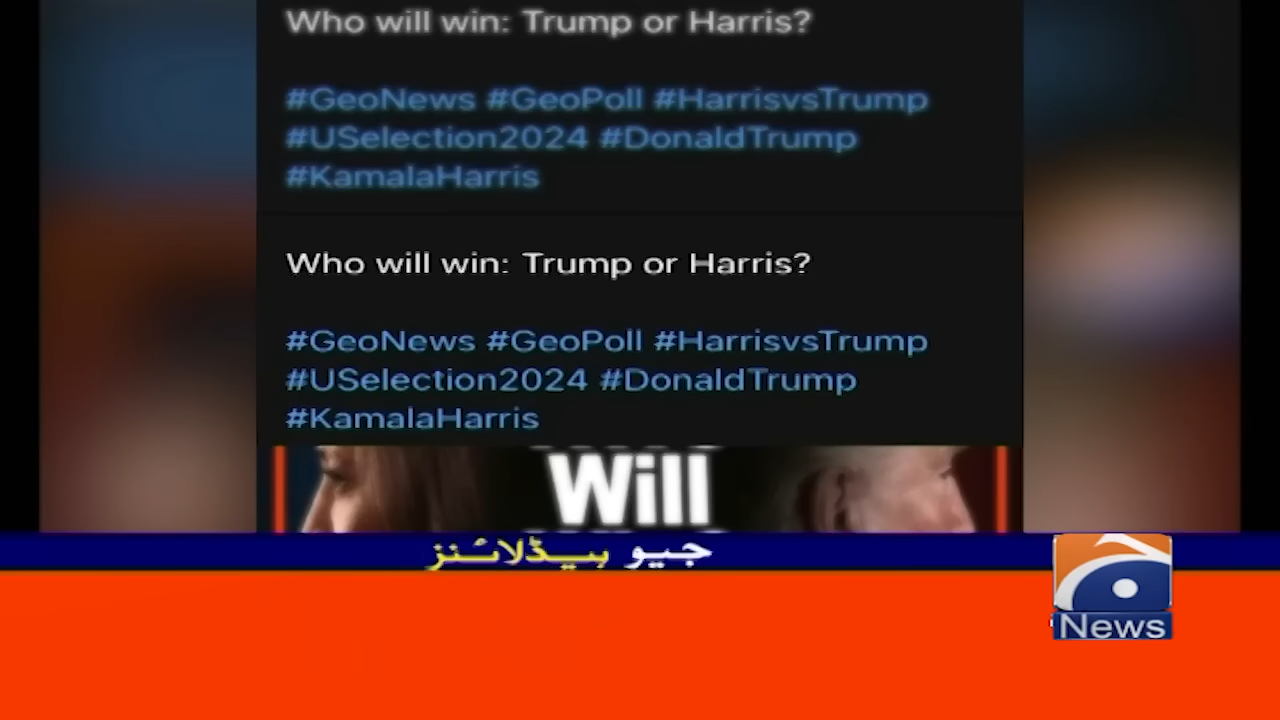 Who will win: Trump or Harris?
#GeoNews #GeoPoll #HarrisvsTrump
#USelection2024 #DonaldTrump
#KamalaHarris
Who will win: Trump or Harris?
#GeoNews #GeoPoll #HarrisvsTrump
#USelection2024 #DonaldTrump
#KamalaHarris
Will
جیو ہیڈلائنز
News